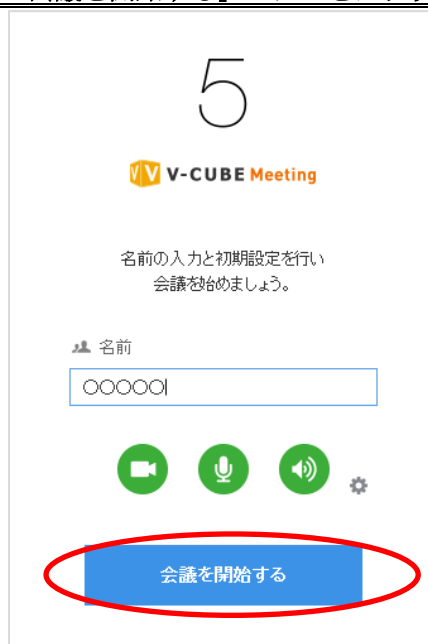 5
V-CUBE Meeting
名前の入力と初期設定を行い
会議を始めましょう。
名前
○○○○○
会議を開始する